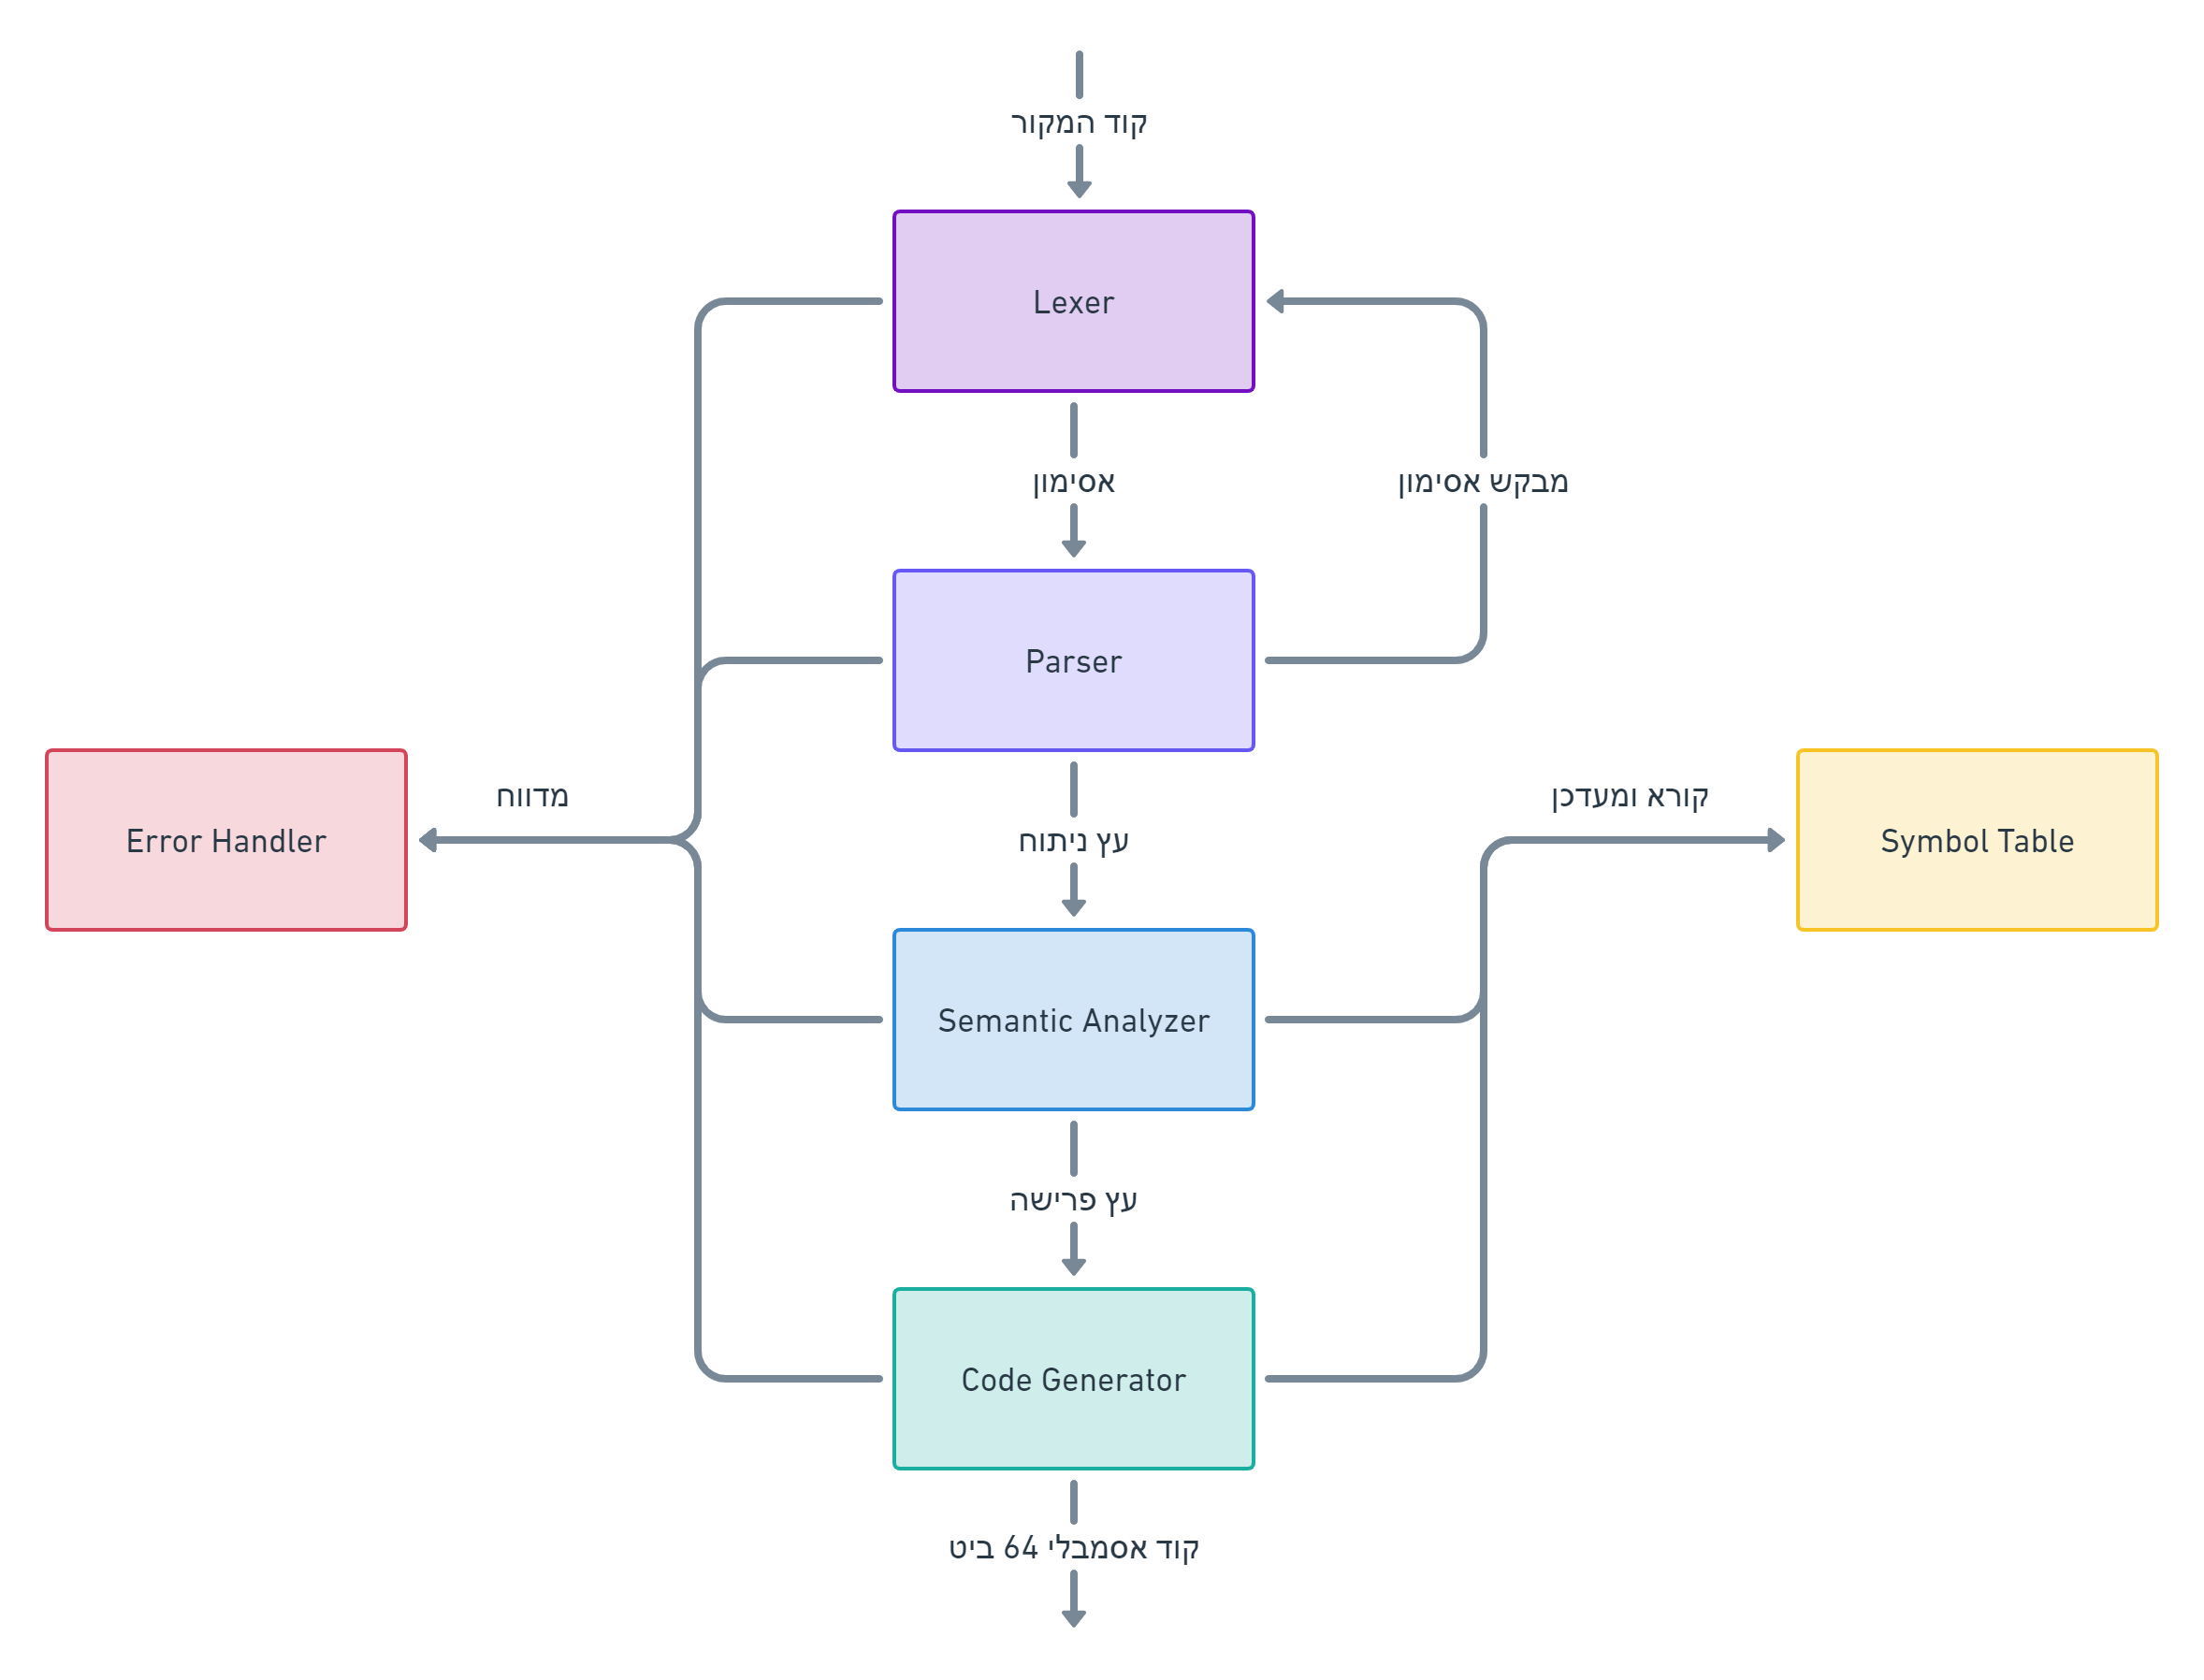 קוד המקור
Lexer
אסימון
מבקש אסימון
Parser
מדווח
קורא ומעדכן
Error Handler
עץ ניתוח
Symbol Table
Semantic Analyzer
עץ פרישה
Code Generator
קוד אסמבלי 64 ביט